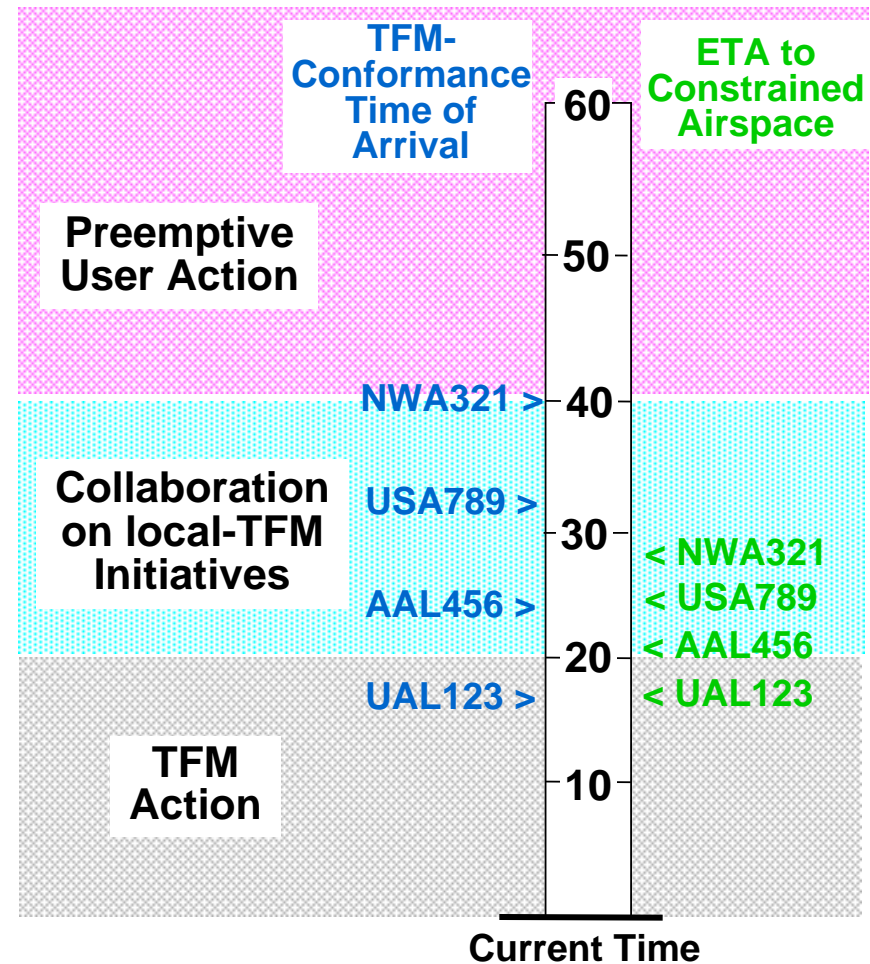 TFM-
Conformance
Time of
Arrival
ETA to
Constrained
Airspace
60
Preemptive
User Action
50
NWA321 >
40
Collaboration
on local-TFM
Initiatives
USA789 >
30
< NWA321
AAL456 >
< USA789
< AAL456
20
UAL123 >
< UAL123
TFM
Action
10
Current Time